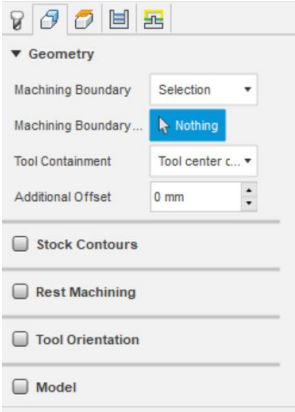 Geometry
Machining Boundary Selection
Machining Boundary... Nothing
Tool Containment Tool center c...
Additional Offset 0 mm
Stock Contours
Rest Machining
Tool Orientation
Model